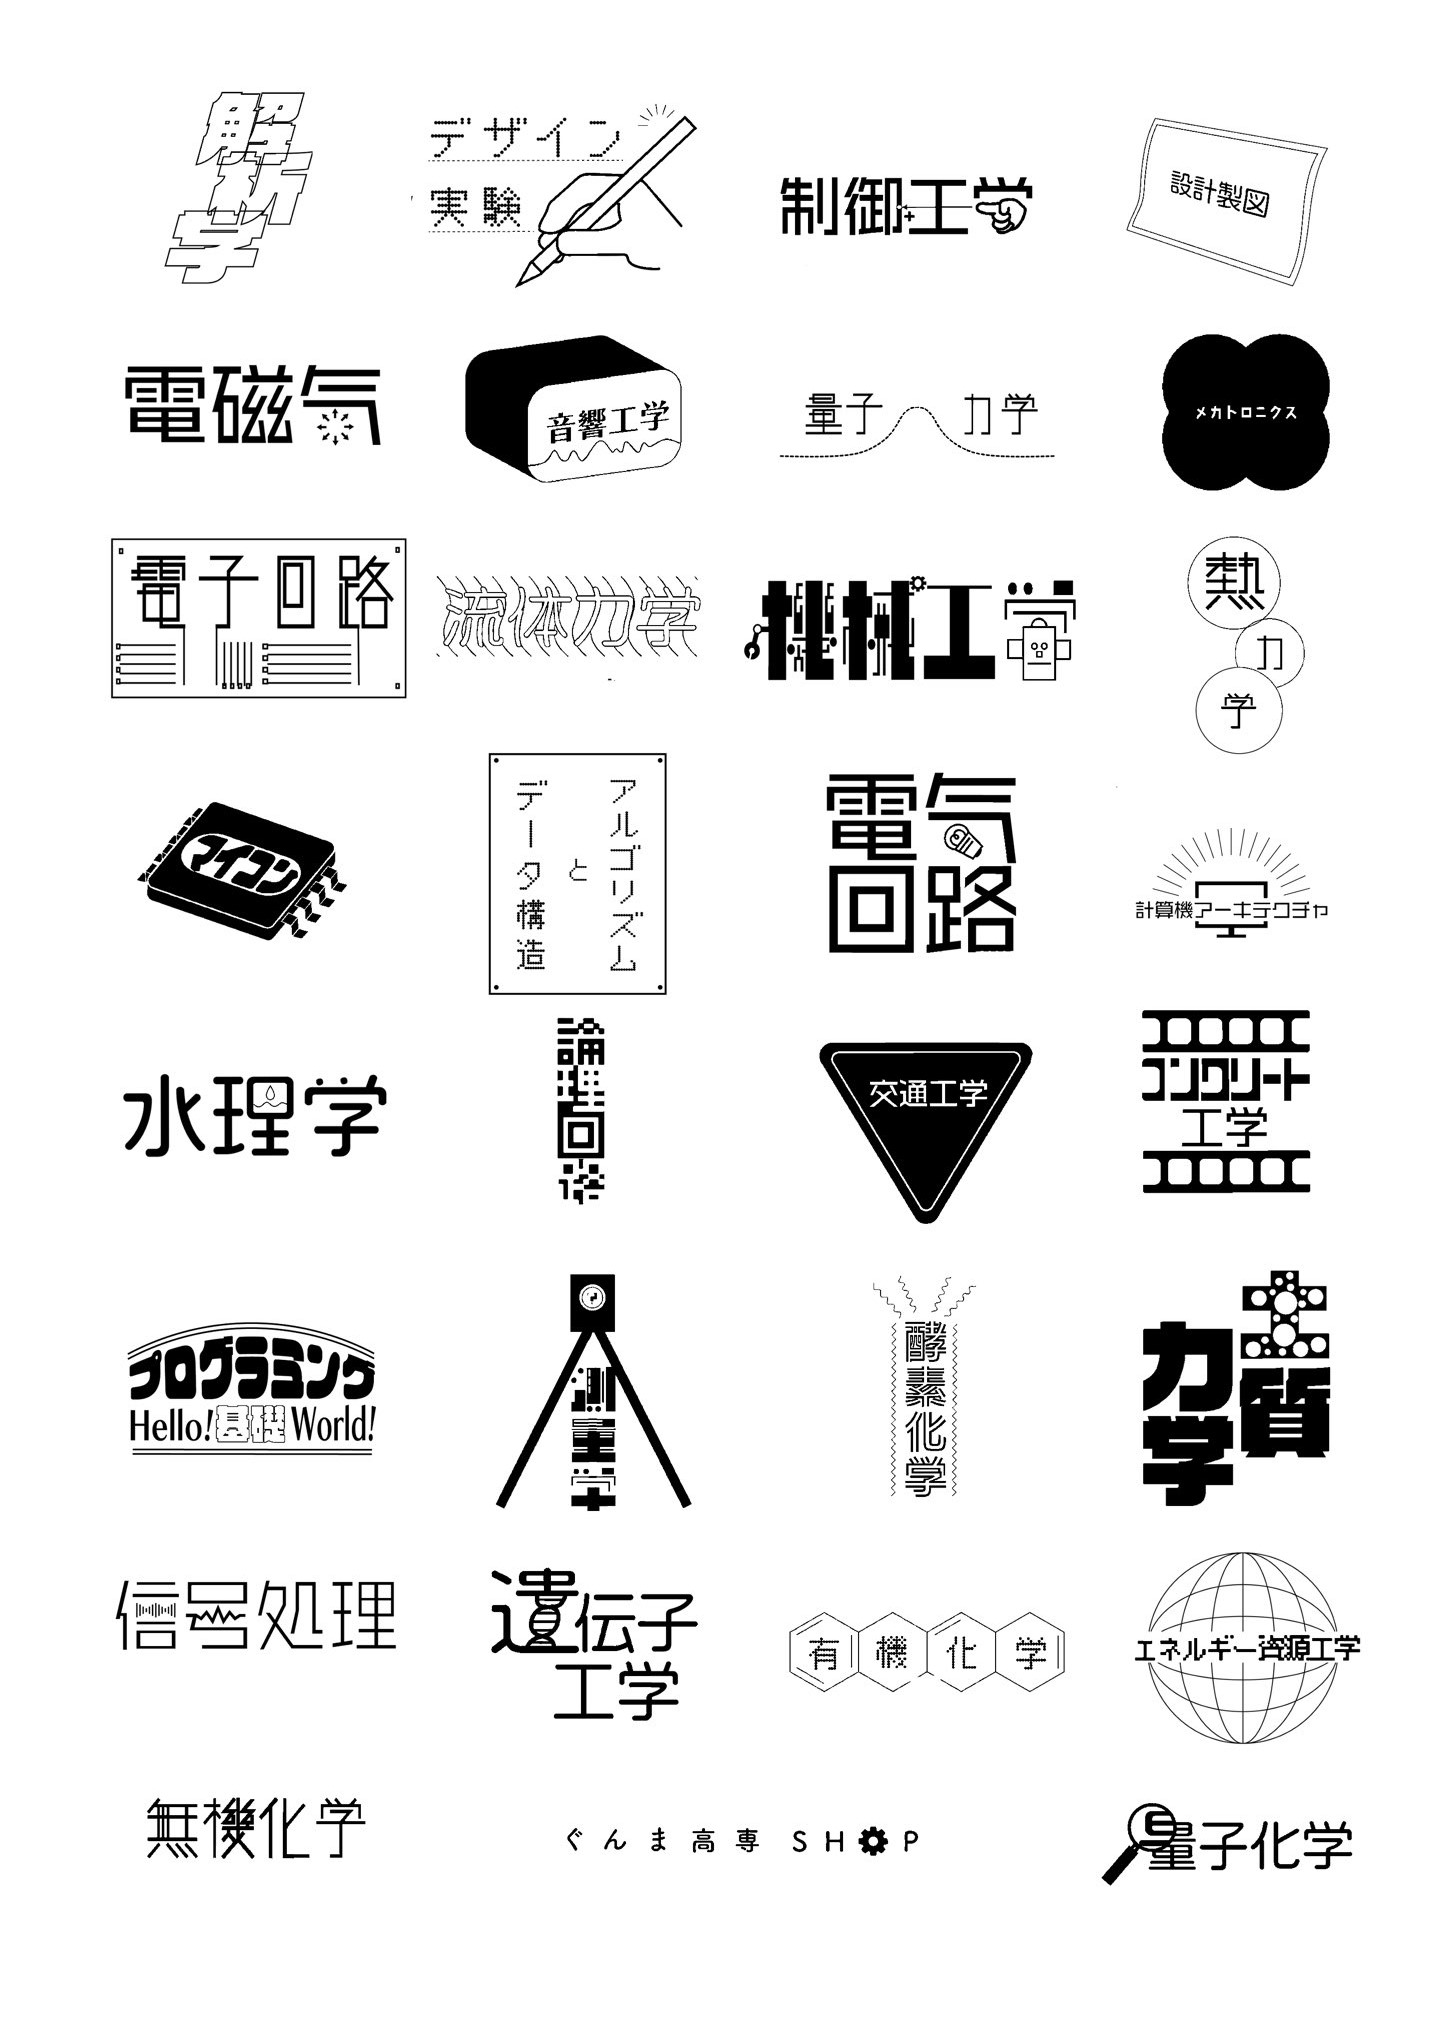 解析学
デザイン
実験
制御工学
設計製図
電磁気
音響工学
量子力学
メカトロニクス
電子回路
流体力学
機械工学
熱力学
マイコン
アルゴリズム
と
データ構造
電気
回路
計算機アーキテクチャ
水理学
論理回路
交通工学
コンクリート
工学
プログラミング
Hello!基礎World!
測量学
酵素化学
土質
力学
信号処理
遺伝子
工学
有機化学
エネルギー資源工学
無機化学
ぐんま高専 SHOP
量子化学